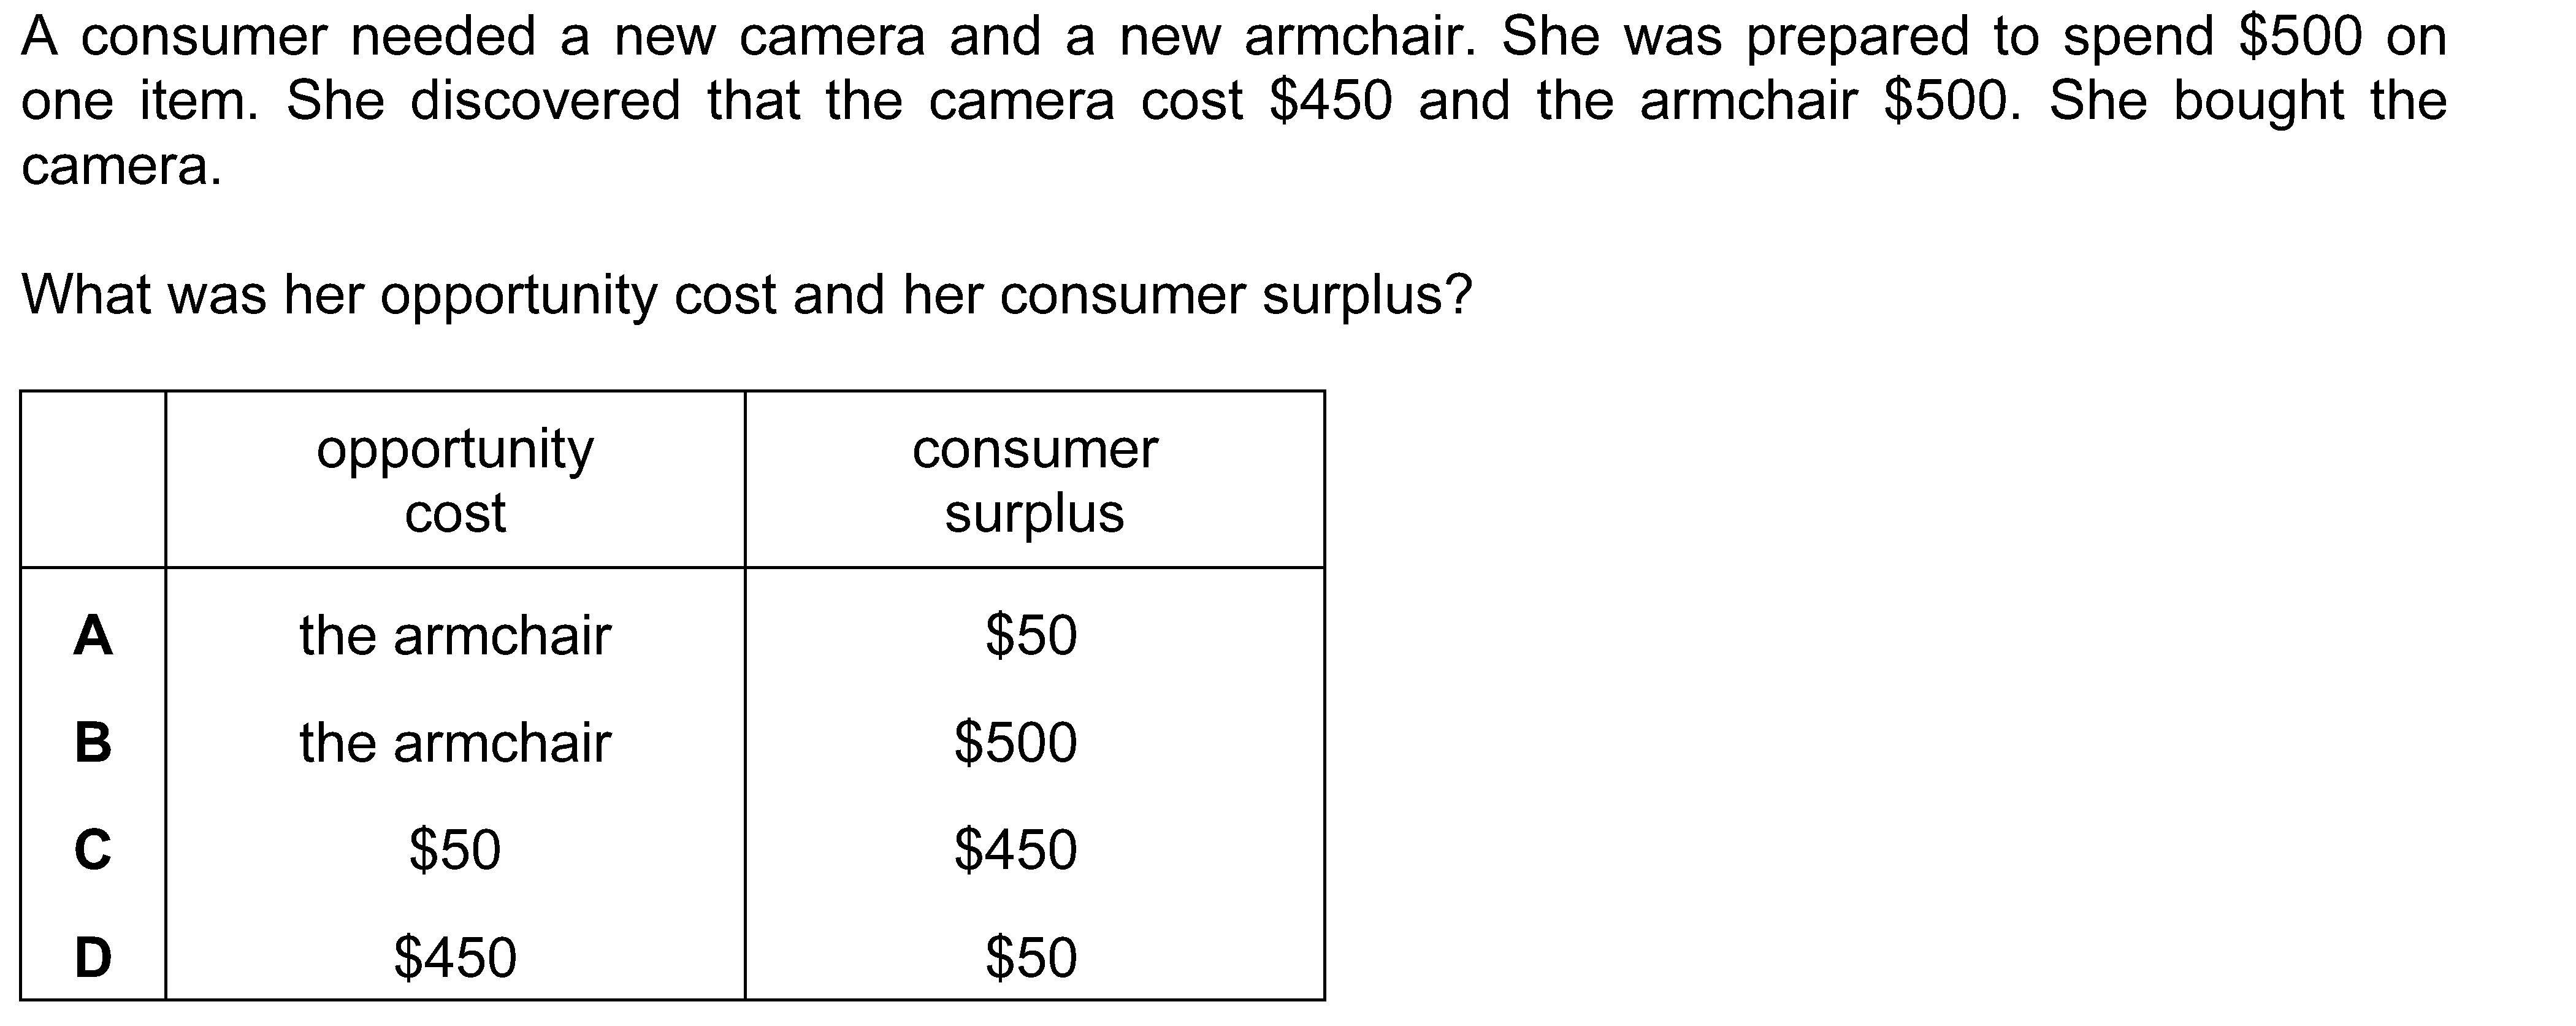 A consumer needed a new camera and a new armchair. She was prepared to spend $500 on
one item. She discovered that the camera cost $450 and the armchair $500. She bought the
camera.
What was her opportunity cost and her consumer surplus?
opportunity cost consumer surplus
A the armchair $50
B the armchair $500
C $50 $450
D $450 $50